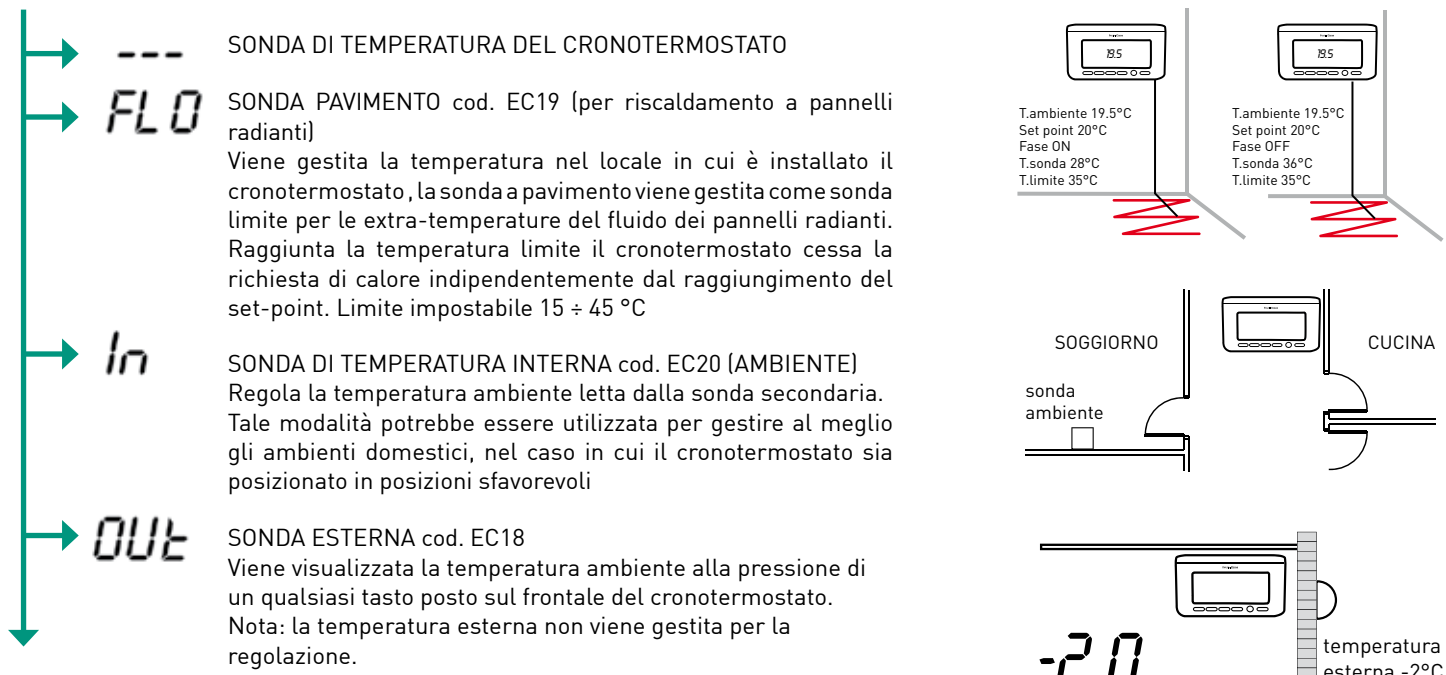 ---
SONDA DI TEMPERATURA DEL CRONOTERMOSTATO
FLO
SONDA PAVIMENTO cod. EC19 (per riscaldamento a pannelli
radianti)
Viene gestita la temperatura nel locale in cui è installato il
cronotermostato , la sonda a pavimento viene gestita come sonda
limite per le extra-temperature del fluido dei pannelli radianti.
Raggiunta la temperatura limite il cronotermostato cessa la
richiesta di calore indipendentemente dal raggiungimento del
set-point. Limite impostabile 15 ÷ 45 °C
In
SONDA DI TEMPERATURA INTERNA cod. EC20 (AMBIENTE)
Regola la temperatura ambiente letta dalla sonda secondaria.
Tale modalità potrebbe essere utilizzata per gestire al meglio
gli ambienti domestici, nel caso in cui il cronotermostato sia
posizionato in posizioni sfavorevoli
OUt
SONDA ESTERNA cod. EC18
Viene visualizzata la temperatura ambiente alla pressione di
un qualsiasi tasto posto sul frontale del cronotermostato.
Nota: la temperatura esterna non viene gestita per la
regolazione.
19.5
T.ambiente 19.5°C
Set point 20°C
Fase ON
T.sonda 28°C
T.limite 35°C
19.5
T.ambiente 19.5°C
Set point 20°C
Fase OFF
T.sonda 36°C
T.limite 35°C
SOGGIORNO
CUCINA
sonda
ambiente
-20
temperatura
esterna -2°C